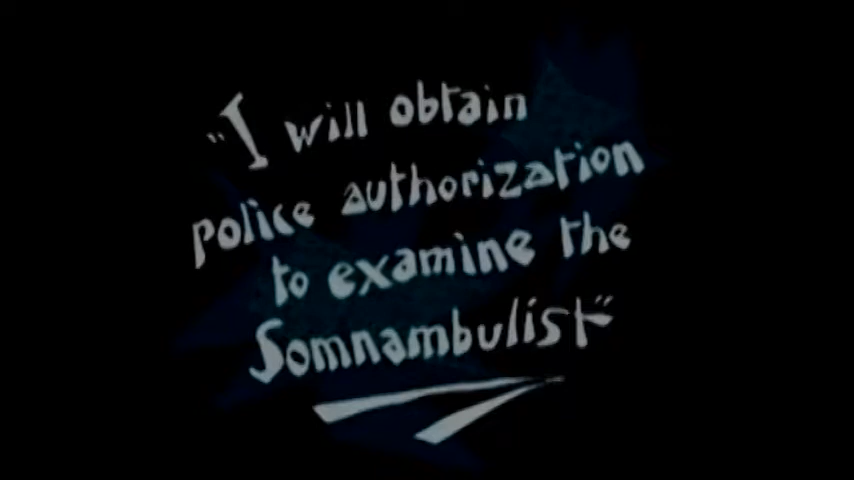 "I will obtain
police authorization
to examine the
Somnambulist"